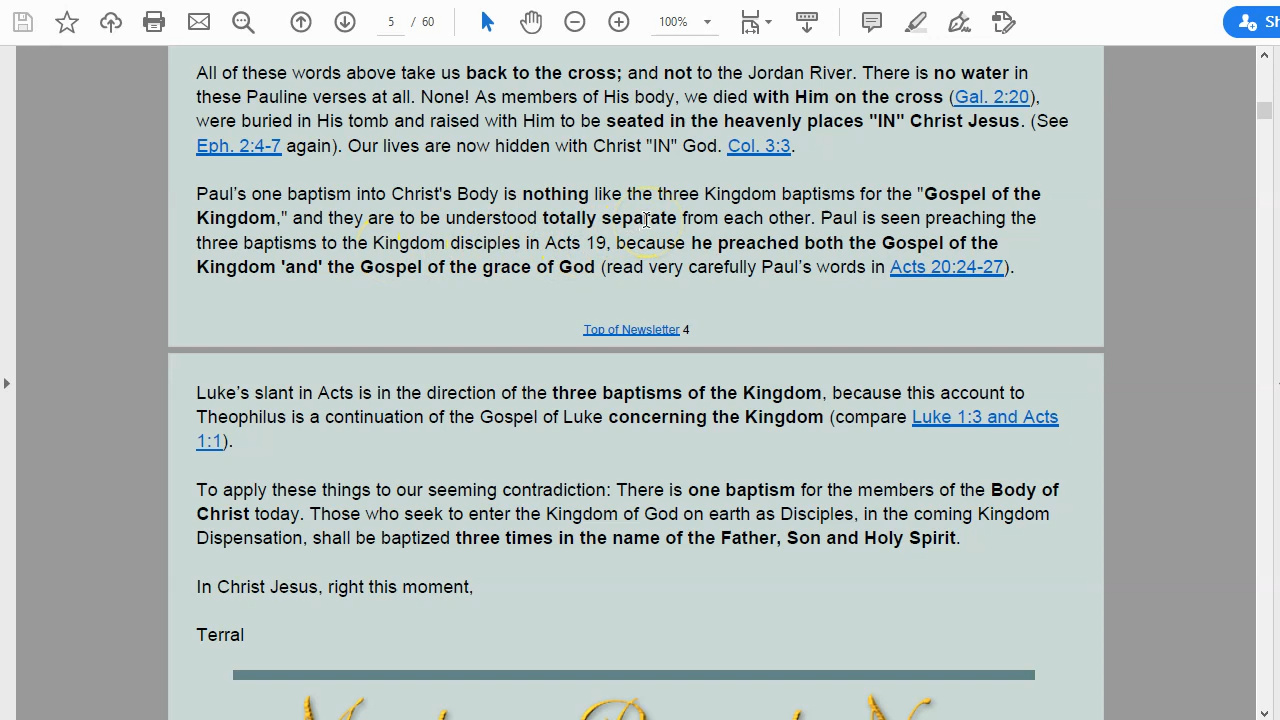 5 / 60 100% Sh
All of these words above take us back to the cross; and not to the Jordan River. There is no water in
these Pauline verses at all. None! As members of His body, we died with Him on the cross (Gal. 2:20),
were buried in His tomb and raised with Him to be seated in the heavenly places "IN" Christ Jesus. (See
Eph. 2:4-7 again). Our lives are now hidden with Christ "IN" God. Col. 3:3.
Paul’s one baptism into Christ's Body is nothing like the three Kingdom baptisms for the "Gospel of the
Kingdom," and they are to be understood totally separate from each other. Paul is seen preaching the
three baptisms to the Kingdom disciples in Acts 19, because he preached both the Gospel of the
Kingdom 'and' the Gospel of the grace of God (read very carefully Paul’s words in Acts 20:24-27).
Top of Newsletter 4
Luke’s slant in Acts is in the direction of the three baptisms of the Kingdom, because this account to
Theophilus is a continuation of the Gospel of Luke concerning the Kingdom (compare Luke 1:3 and Acts
1:1).
To apply these things to our seeming contradiction: There is one baptism for the members of the Body of
Christ today. Those who seek to enter the Kingdom of God on earth as Disciples, in the coming Kingdom
Dispensation, shall be baptized three times in the name of the Father, Son and Holy Spirit.
In Christ Jesus, right this moment,
Terral